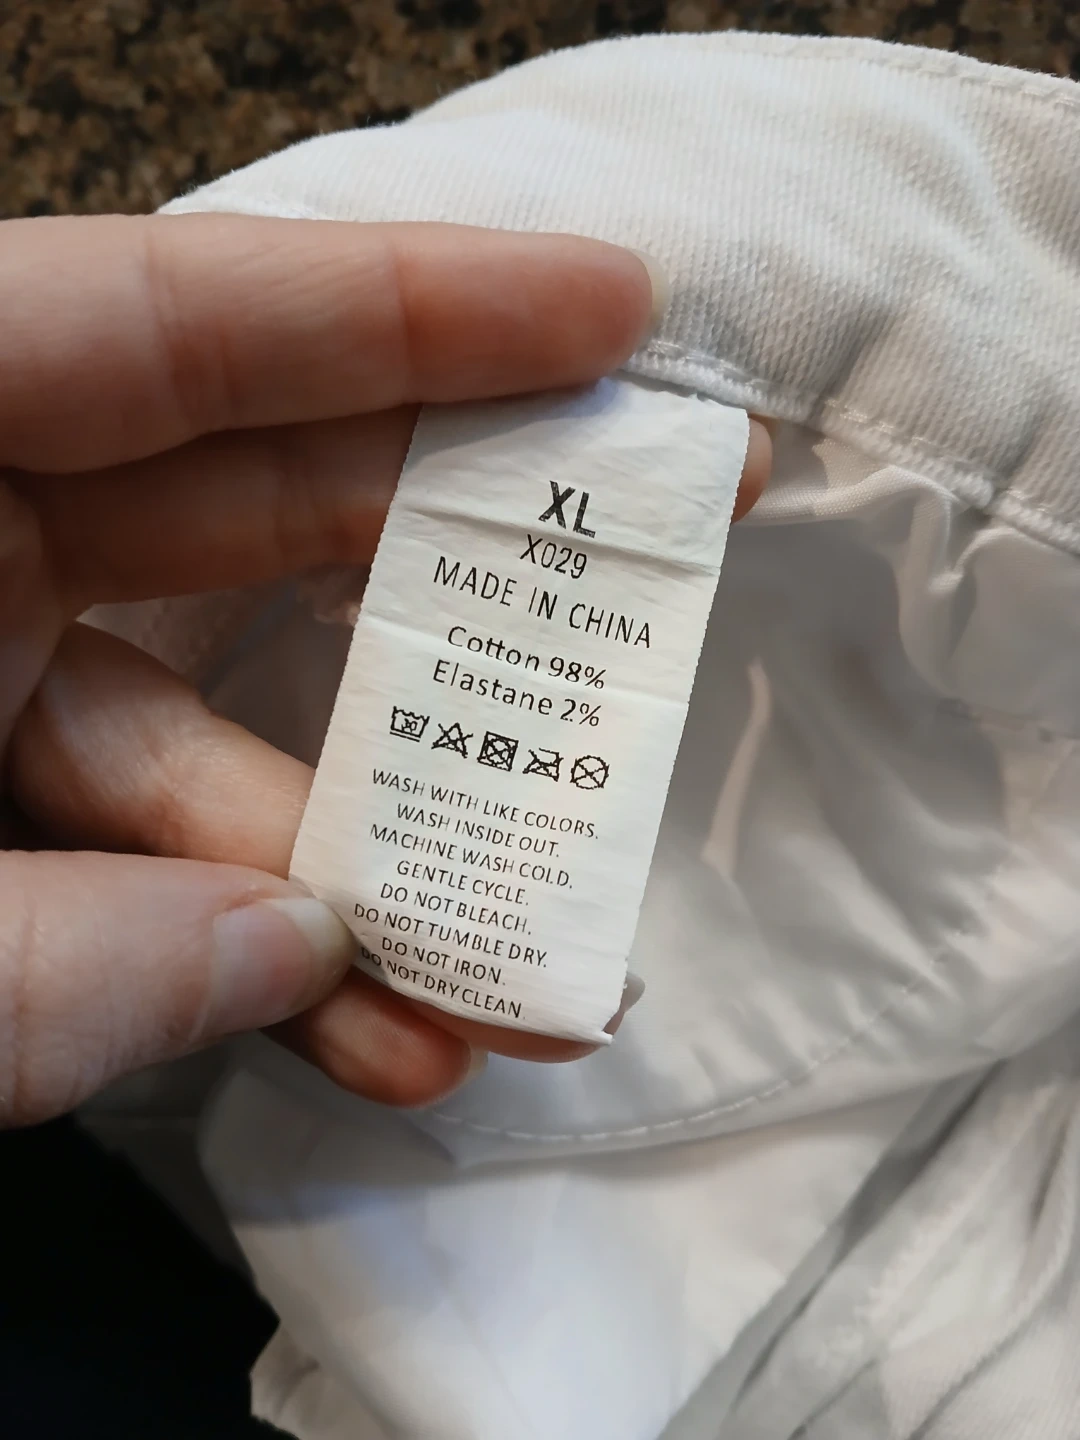 XL
X029
MADE IN CHINA
Cotton 98%
Elastane 2%
30
WASH WITH LIKE COLORS.
WASH INSIDE OUT.
MACHINE WASH COLD.
GENTLE CYCLE.
DO NOT BLEACH.
DO NOT TUMBLE DRY.
DO NOT IRON.
DO NOT DRY CLEAN